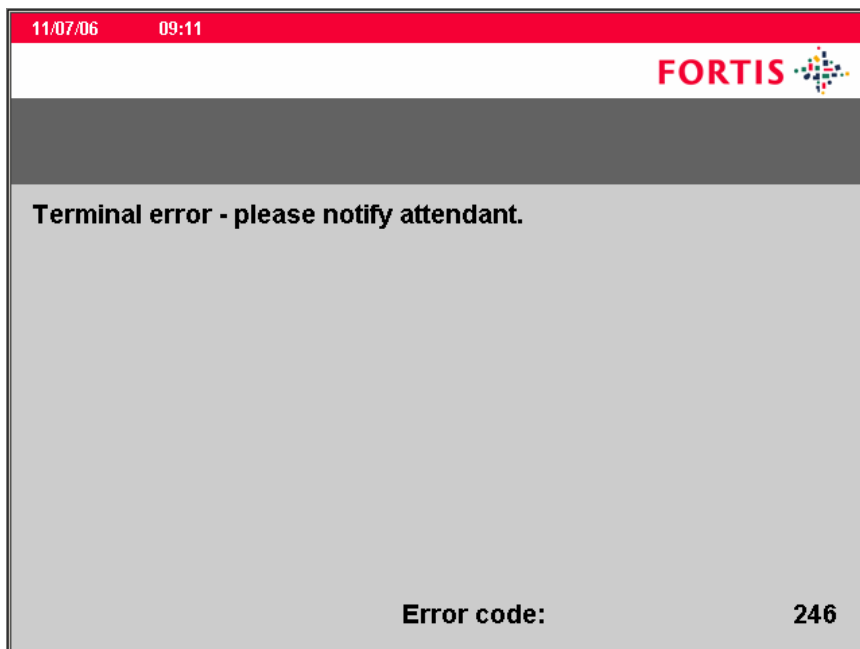 11/07/06 09:11
FORTIS
Terminal error - please notify attendant.
Error code: 246